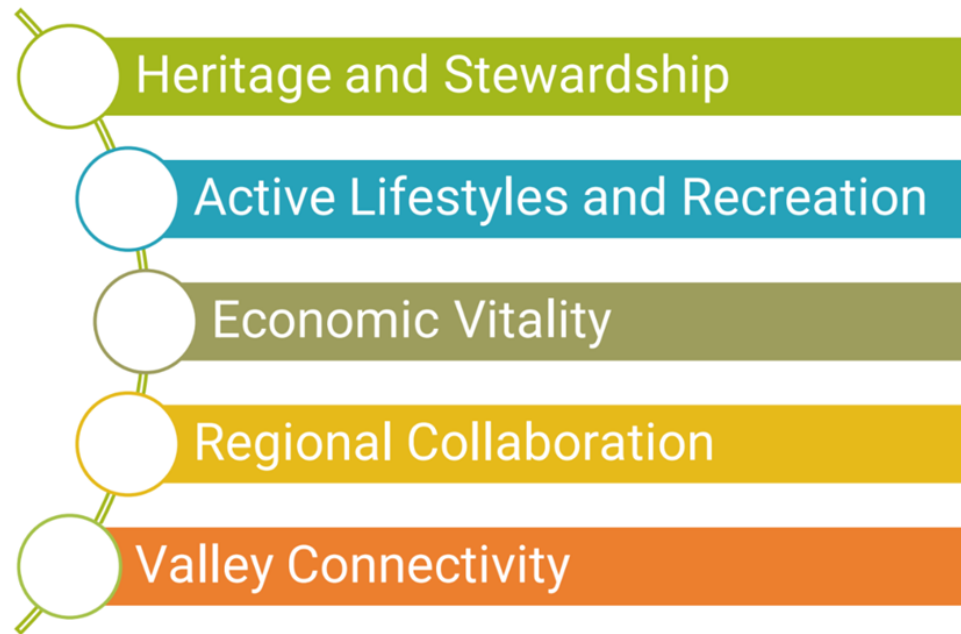 Heritage and Stewardship
Active Lifestyles and Recreation
Economic Vitality
Regional Collaboration
Valley Connectivity